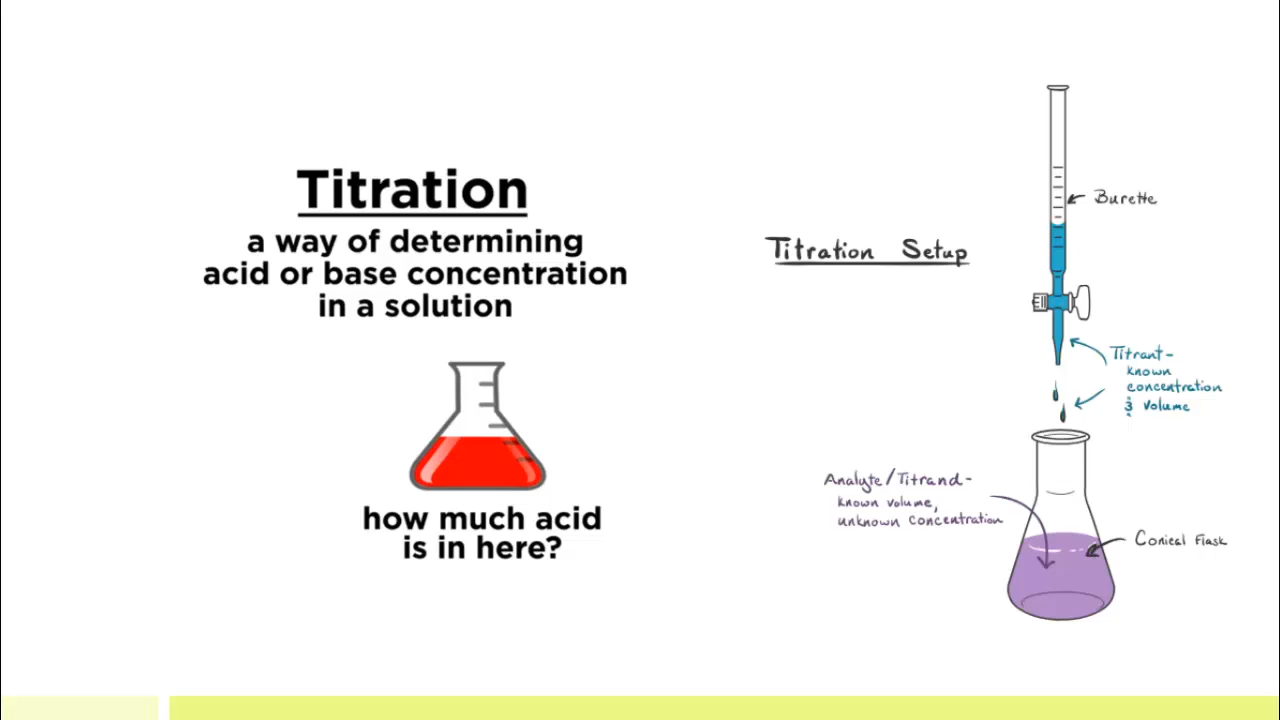 Titration
a way of determining
acid or base concentration
in a solution
how much acid
is in here?
Titration Setup
Burette
Titrant-
known
concentration
& volume
Analyte/Titrand-
known volume,
unknown concentration
Conical Flask